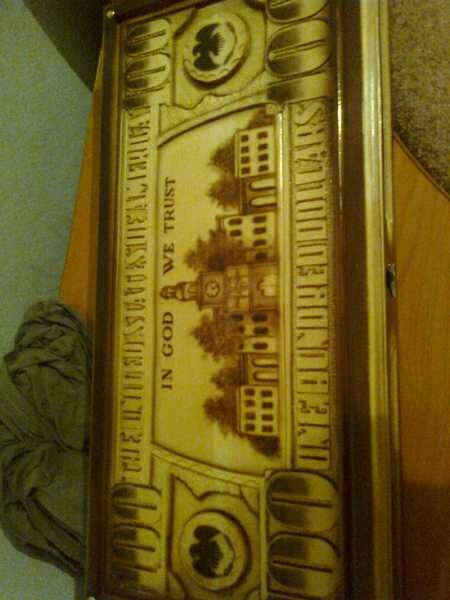 100 THE UNITED STATES OF AMERICA 100
IN GOD WE TRUST
100 ONE HUNDRED DOLLARS 100